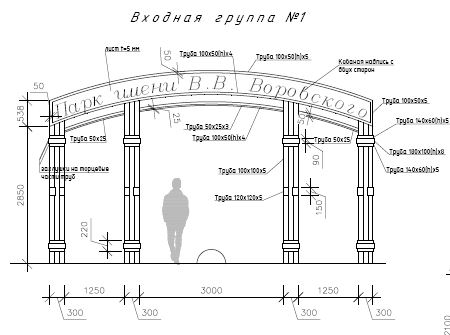 Входная группа №1
лист t=5 мм
50
Труба 100х50(h)х4
Труба 100х50(h)х5
Кованая надпись с
двух сторон
50
Парк имени В.В. Воровского
Труба 100х50х5
538
Труба 140х60(h)х5
25
Труба 50х25х3
50
Труба 50х25
Труба 100х50(h)х4
Труба 50х25
Труба 180х100(h)х8
заглушки на торцевые
части труб
90
Труба 140х60(h)х5
Труба 100х100х5
2850
Труба 120х120х5
150
220
1250
3000
1250
300
300
300
300
2100